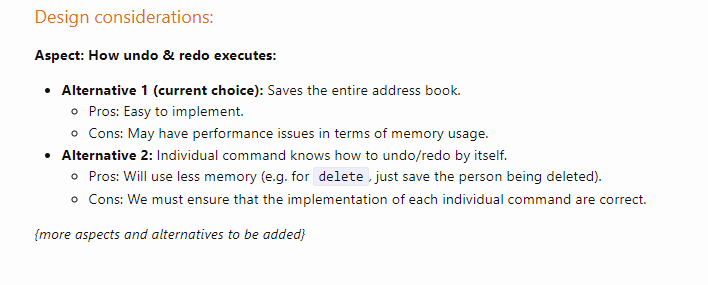 Design considerations:
Aspect: How undo & redo executes:
Alternative 1 (current choice): Saves the entire address book.
Pros: Easy to implement.
Cons: May have performance issues in terms of memory usage.
Alternative 2: Individual command knows how to undo/redo by itself.
Pros: Will use less memory (e.g. for delete, just save the person being deleted).
Cons: We must ensure that the implementation of each individual command are correct.
{more aspects and alternatives to be added}